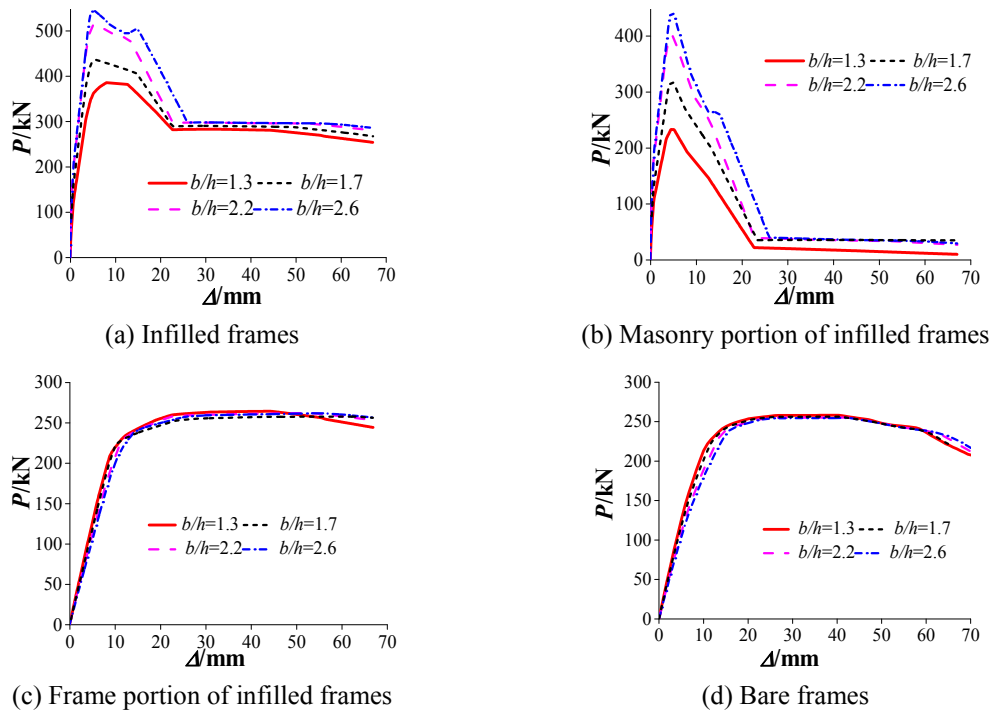 P/kN
500
400
300
200
100
0
b/h=1.3 b/h=1.7
b/h=2.2 b/h=2.6
0 10 20 30 40 50 60 70
Δ/mm
(a) Infilled frames
P/kN
400
300
200
100
0
b/h=1.3 b/h=1.7
b/h=2.2 b/h=2.6
0 10 20 30 40 50 60 70
Δ/mm
(b) Masonry portion of infilled frames
P/kN
300
250
200
150
100
50
0
b/h=1.3 b/h=1.7
b/h=2.2 b/h=2.6
0 10 20 30 40 50 60 70
Δ/mm
(c) Frame portion of infilled frames
P/kN
300
250
200
150
100
50
0
b/h=1.3 b/h=1.7
b/h=2.2 b/h=2.6
0 10 20 30 40 50 60 70
Δ/mm
(d) Bare frames